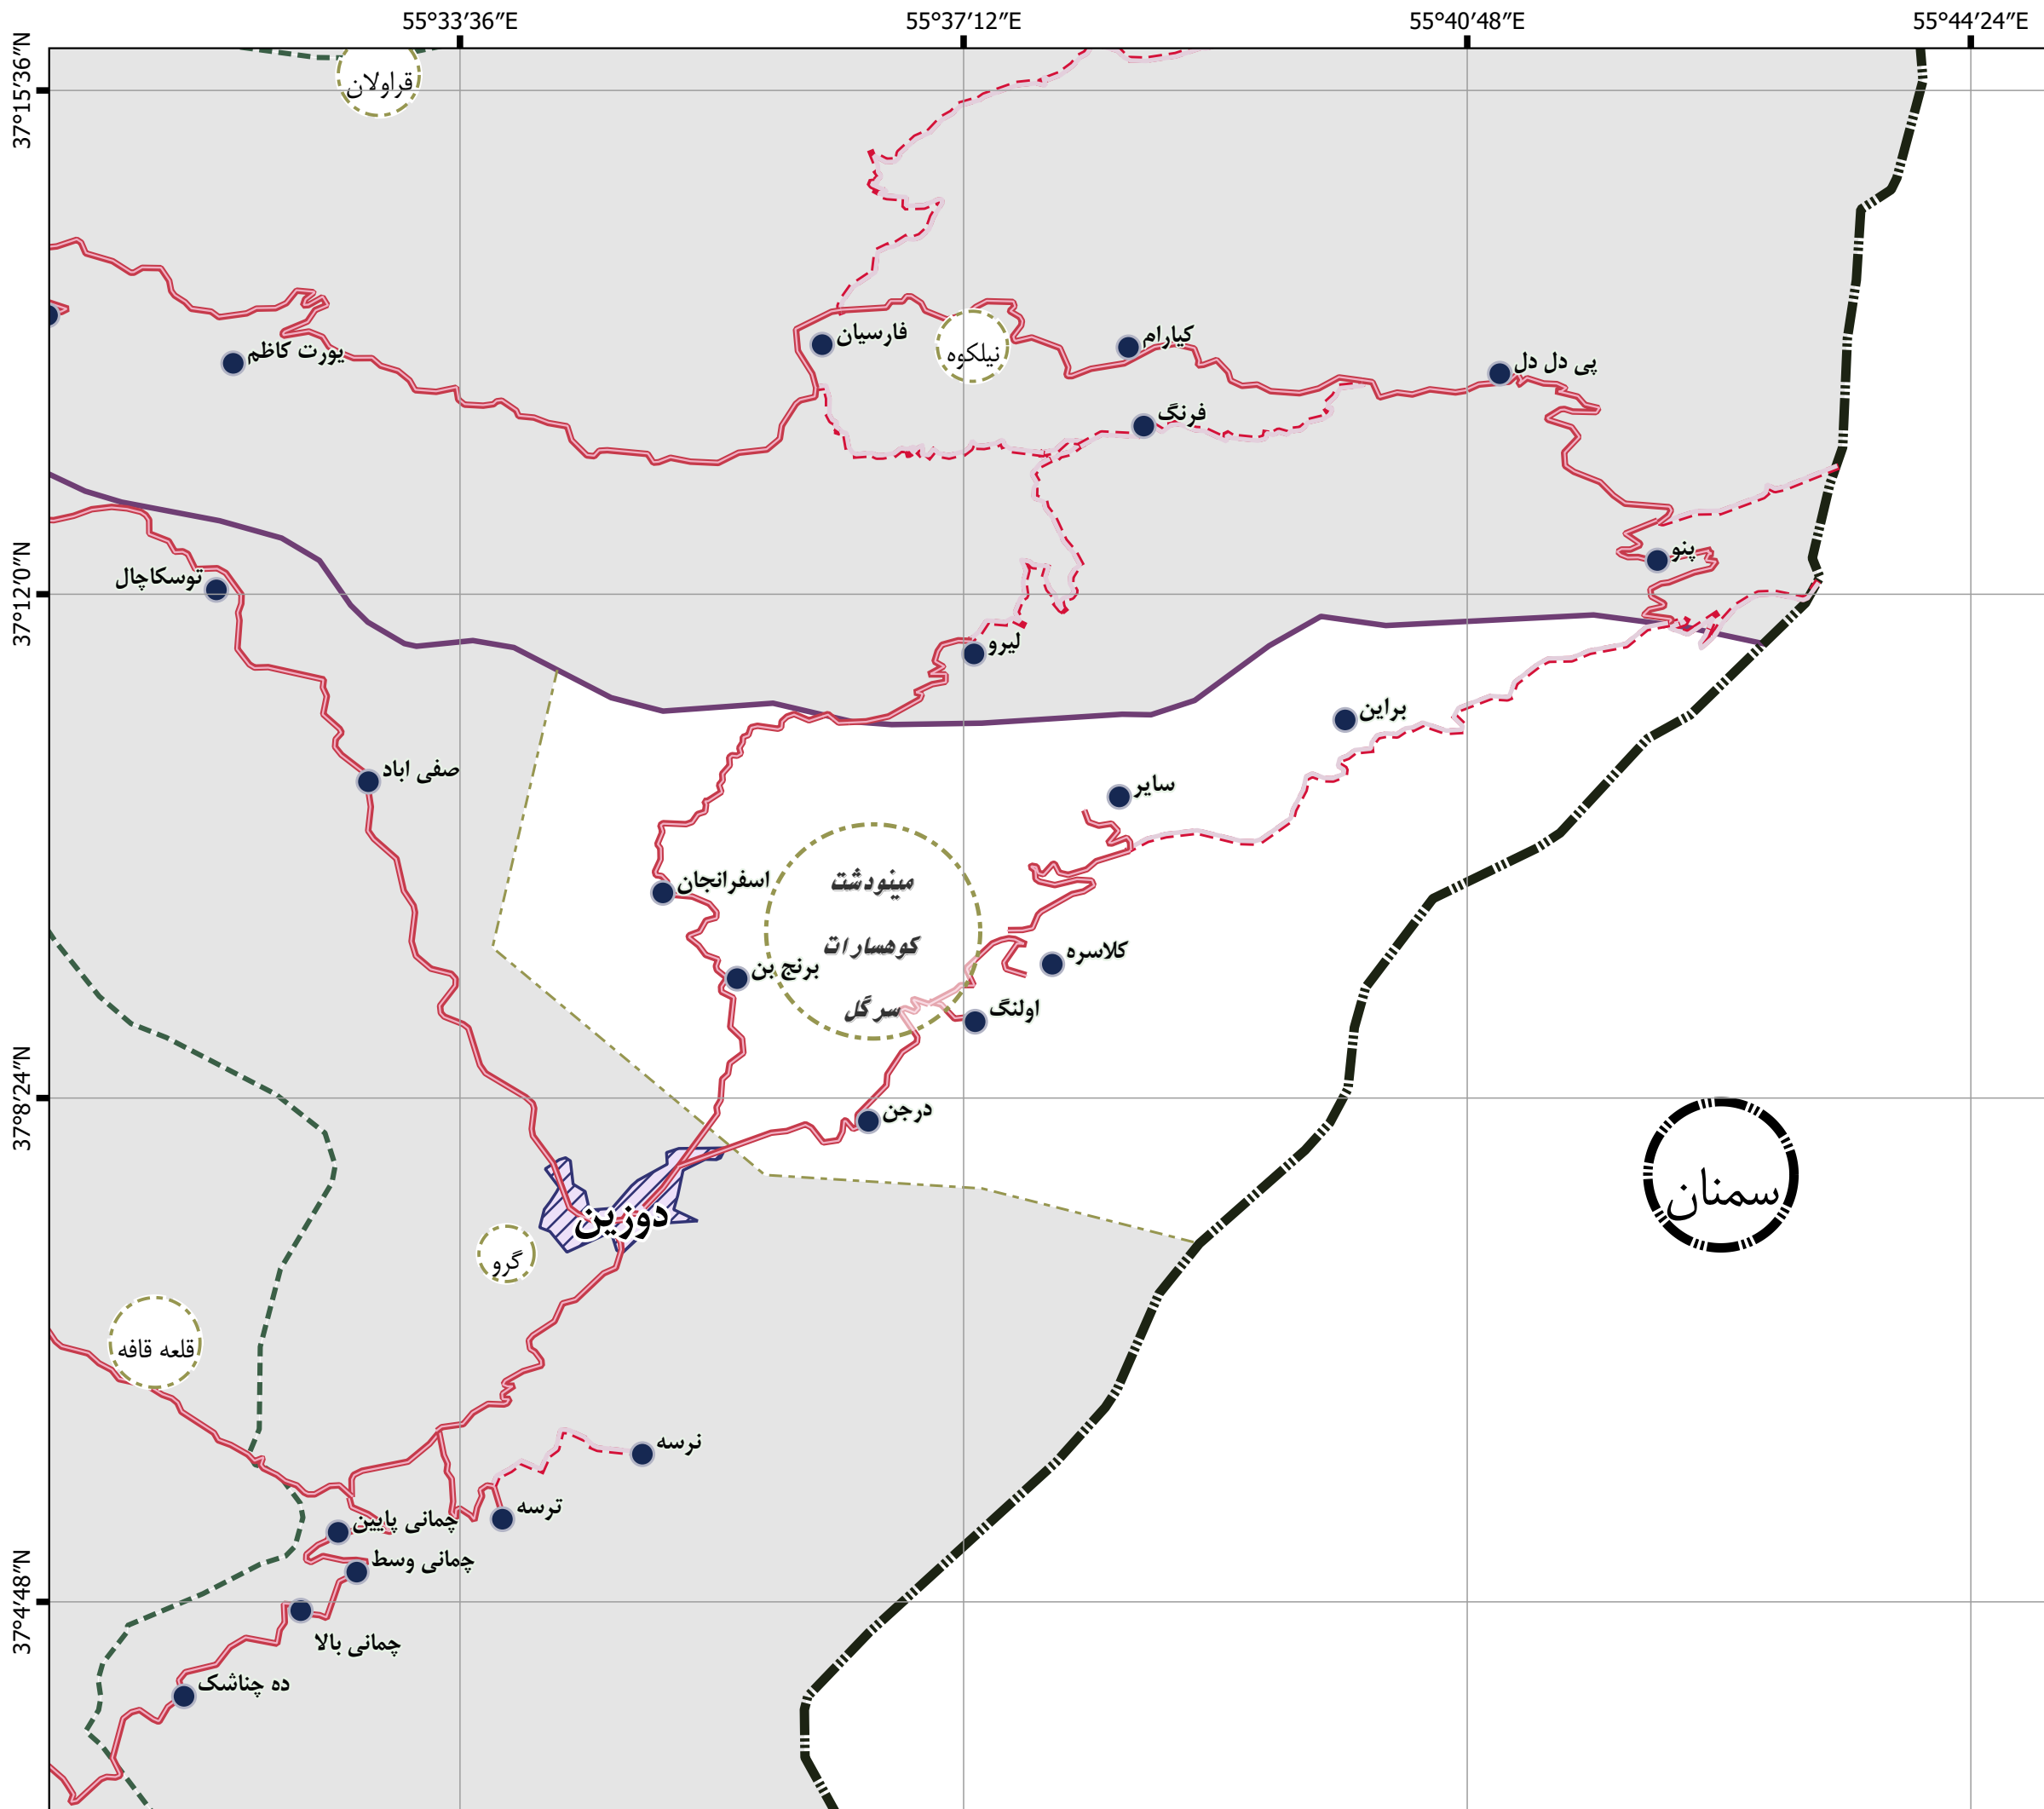 55°33′36″E
55°37′12″E
55°40′48″E
55°44′24″E
37°15′36″N
37°12′0″N
37°8′24″N
37°4′48″N
قراولان
یورت کاظم
فارسیان
نیلکوه
کیارام
پی دل دل
فرنگ
پنو
توسکاچال
لیرو
براین
صفی اباد
سایر
اسفرانجان
مینودشت
کوهسارات
سرگل
برنج بن
کلاسره
اولنگ
درجن
سمنان
دوزین
گرو
قلعه قافه
نرسه
ترسه
چمانی پایین
چمانی وسط
چمانی بالا
ده چناشک